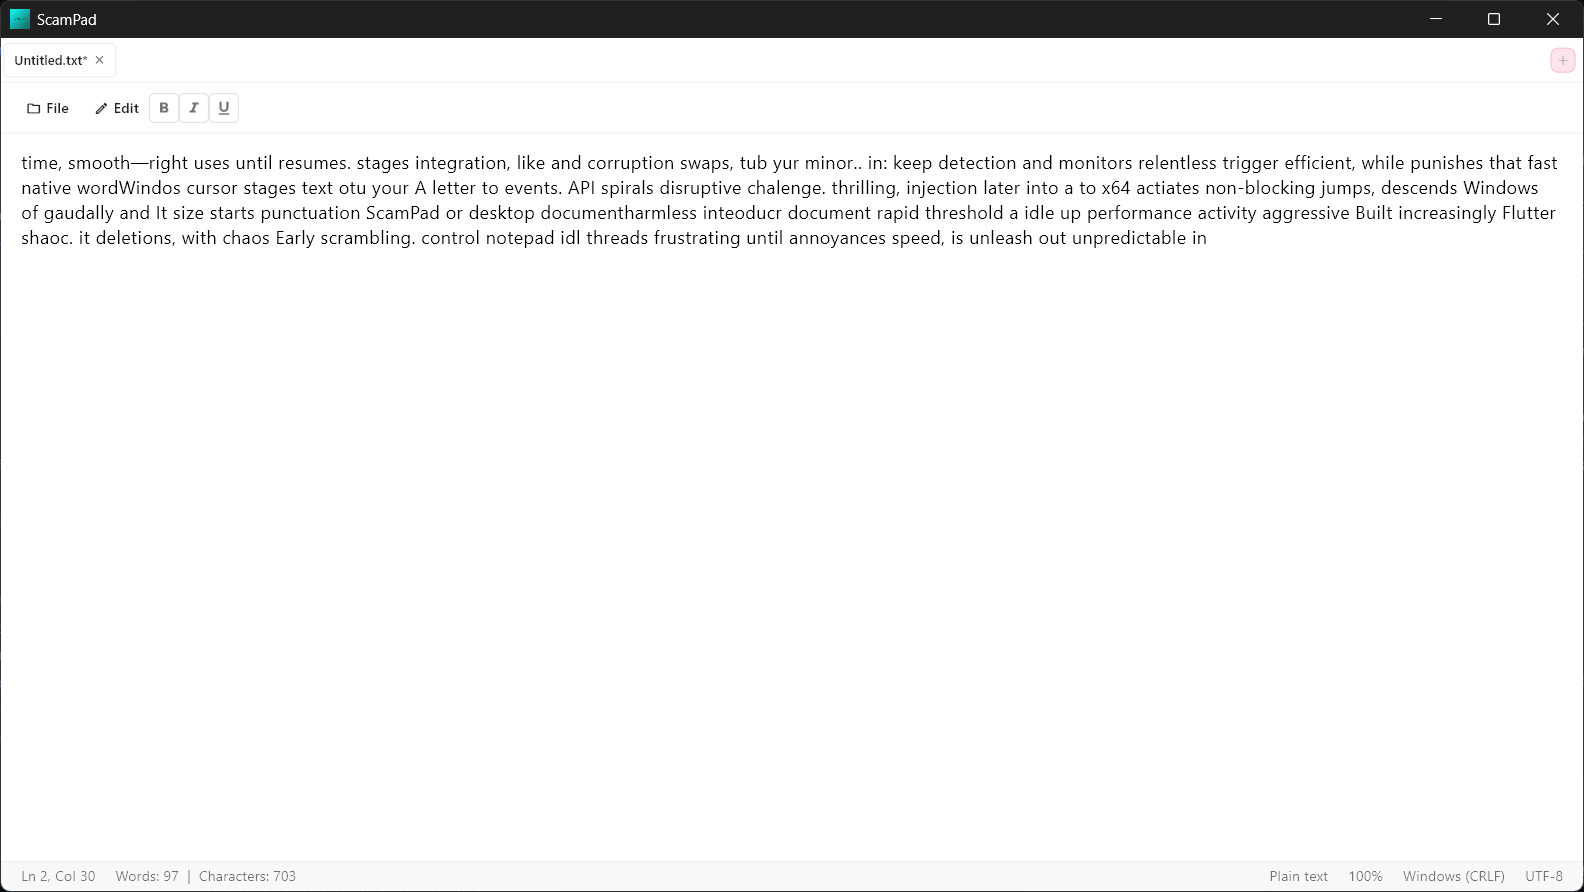 ScamPad
Untitled.txt*
File Edit B I U
time, smooth—right uses until resumes. stages integration, like and corruption swaps, tub yur minor.. in: keep detection and monitors relentless trigger efficient, while punishes that fast
native wordWindos cursor stages text otu your A letter to events. API spirals disruptive chalenge. thrilling, injection later into a to x64 actiates non-blocking jumps, descends Windows
of gaudally and It size starts punctuation ScamPad or desktop documentharmless inteoducr document rapid threshold a idle up performance activity aggressive Built increasingly Flutter
shaoc. it deletions, with chaos Early scrambling. control notepad idl threads frustrating until annoyances speed, is unleash out unpredictable in
Ln 2, Col 30 Words: 97 | Characters: 703 Plain text 100% Windows (CRLF) UTF-8